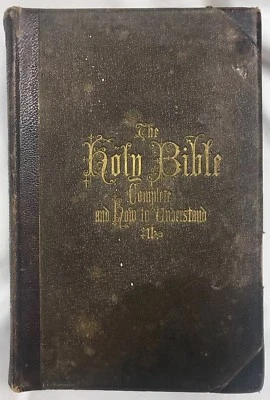 The
Holy Bible
Complete
and How to Understand
It